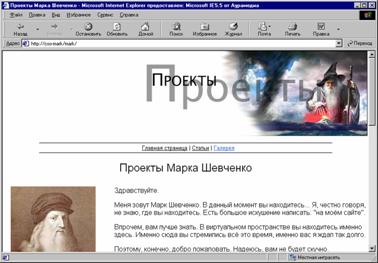 Проекты Марка Шевченко - Microsoft Internet Explorer предоставлен: Microsoft IE5.5 от Аурамедиа
Файл Правка Вид Избранное Сервис Справка
Назад Остановить Обновить Домой Поиск Избранное Журнал Почта Печать Правка
Адрес http://cso-mark/mark/ Переход
Проекты
Проекты
Главная страница | Статьи | Галерея
Проекты Марка Шевченко
Здравствуйте.
Меня зовут Марк Шевченко. В данный момент вы находитесь... Я, честно говоря,
не знаю, где вы находитесь. Есть большое искушение написать: "на моём сайте".
Впрочем, вам лучше знать. В виртуальном пространстве вы находитесь именно
здесь. Именно сюда вы стремились всё это время, именно вас я ждал так долго.
Поэтому, конечно, добро пожаловать. Надеюсь, вам не будет скучно.
Местная интрасеть